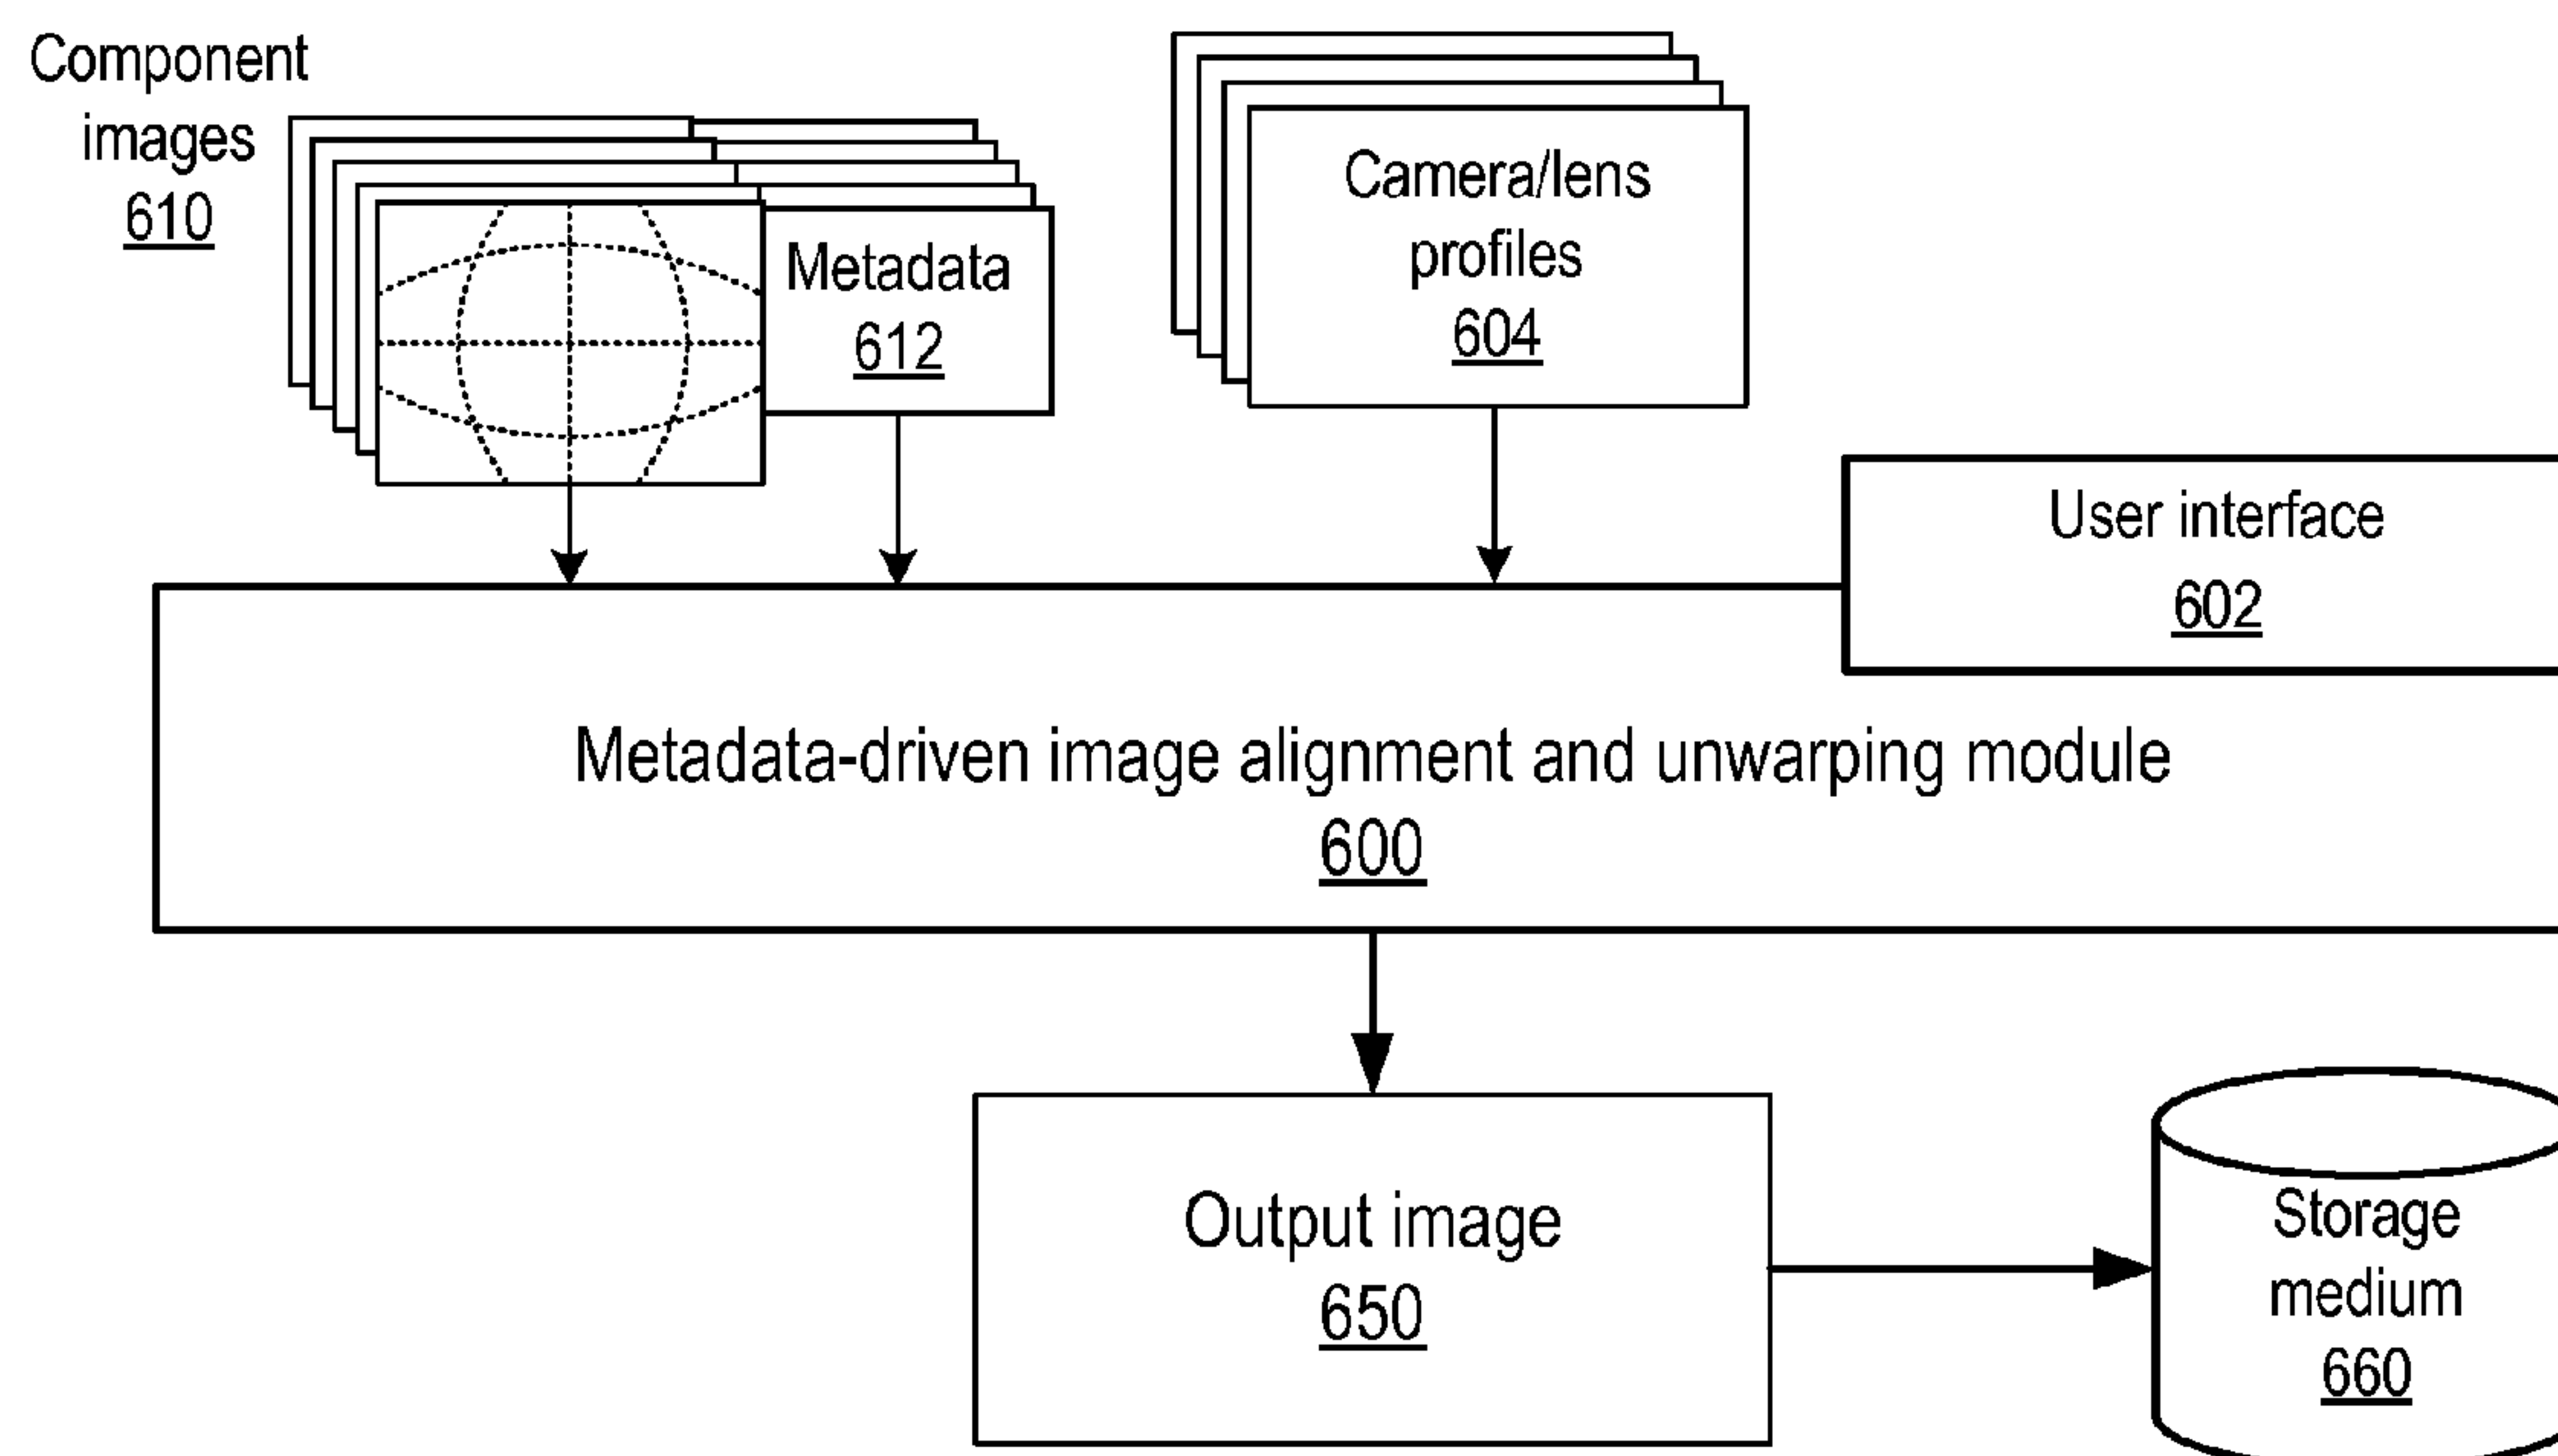 Component
images
610
Metadata
612
Camera/lens
profiles
604
User interface
602
Metadata-driven image alignment and unwarping module
600
Output image
650
Storage
medium
660